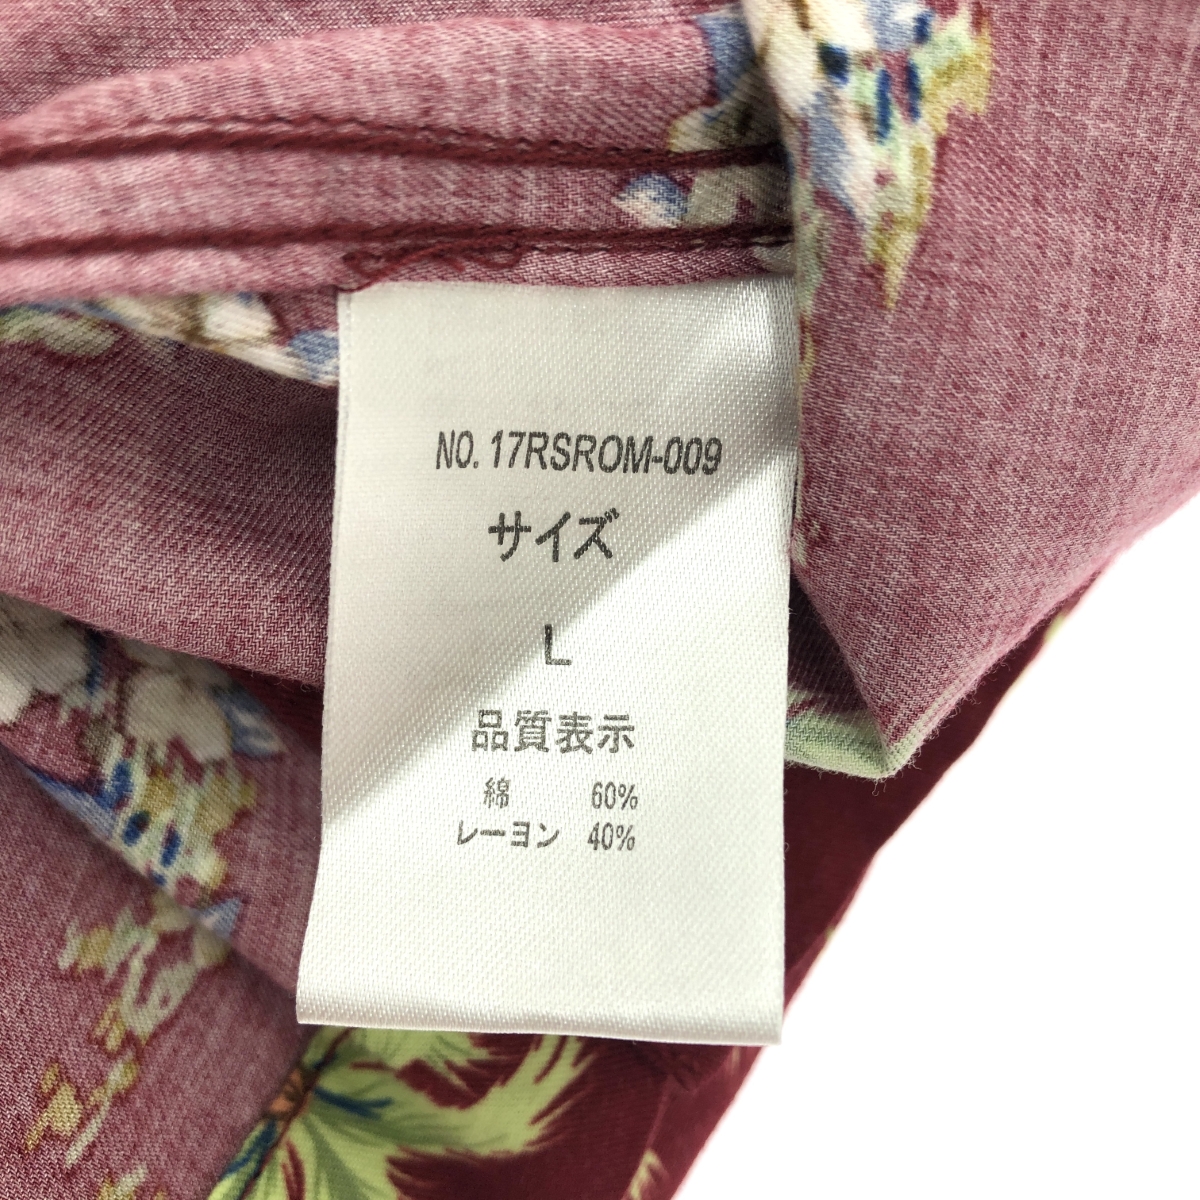 NO. 17RSROM-009
サイズ
L
品質表示
綿 60%
レーヨン 40%